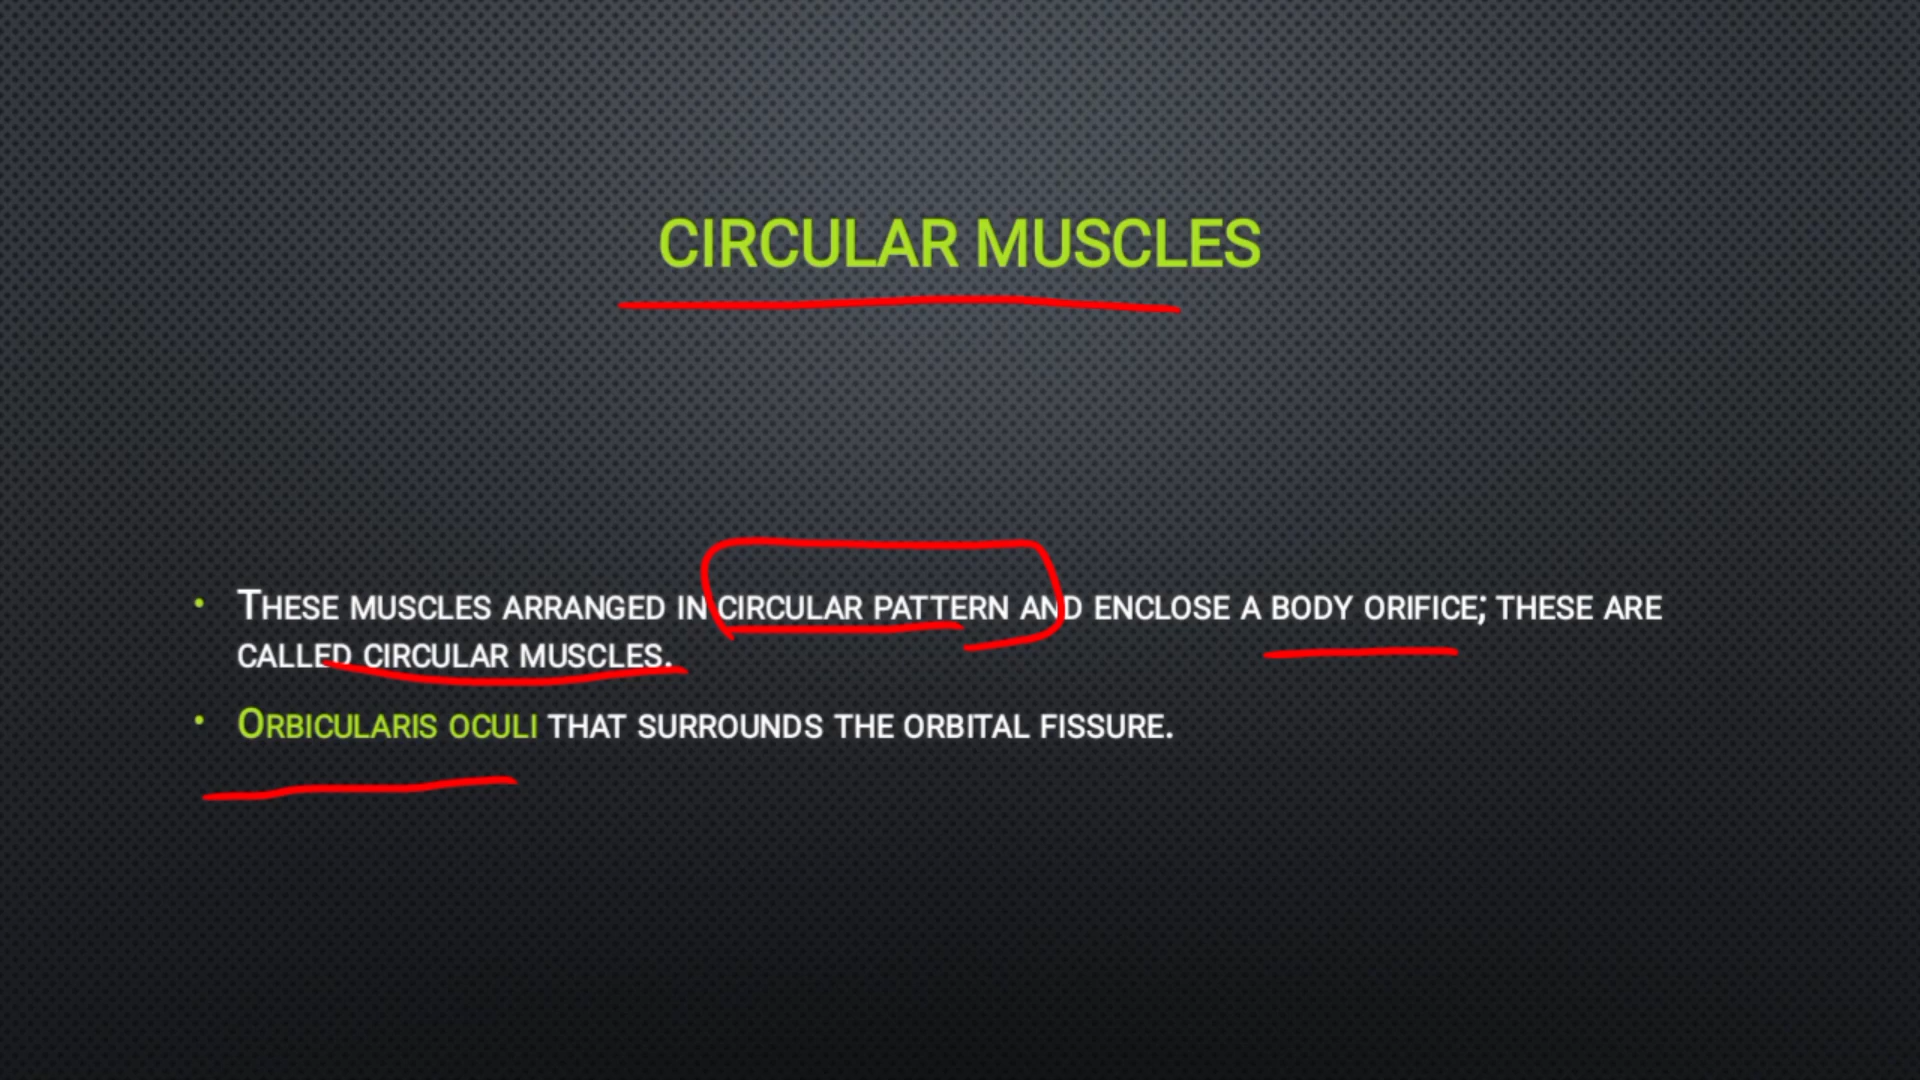 CIRCULAR MUSCLES
• THESE MUSCLES ARRANGED IN CIRCULAR PATTERN AND ENCLOSE A BODY ORIFICE; THESE ARE
CALLED CIRCULAR MUSCLES.
• ORBICULARIS OCULI THAT SURROUNDS THE ORBITAL FISSURE.